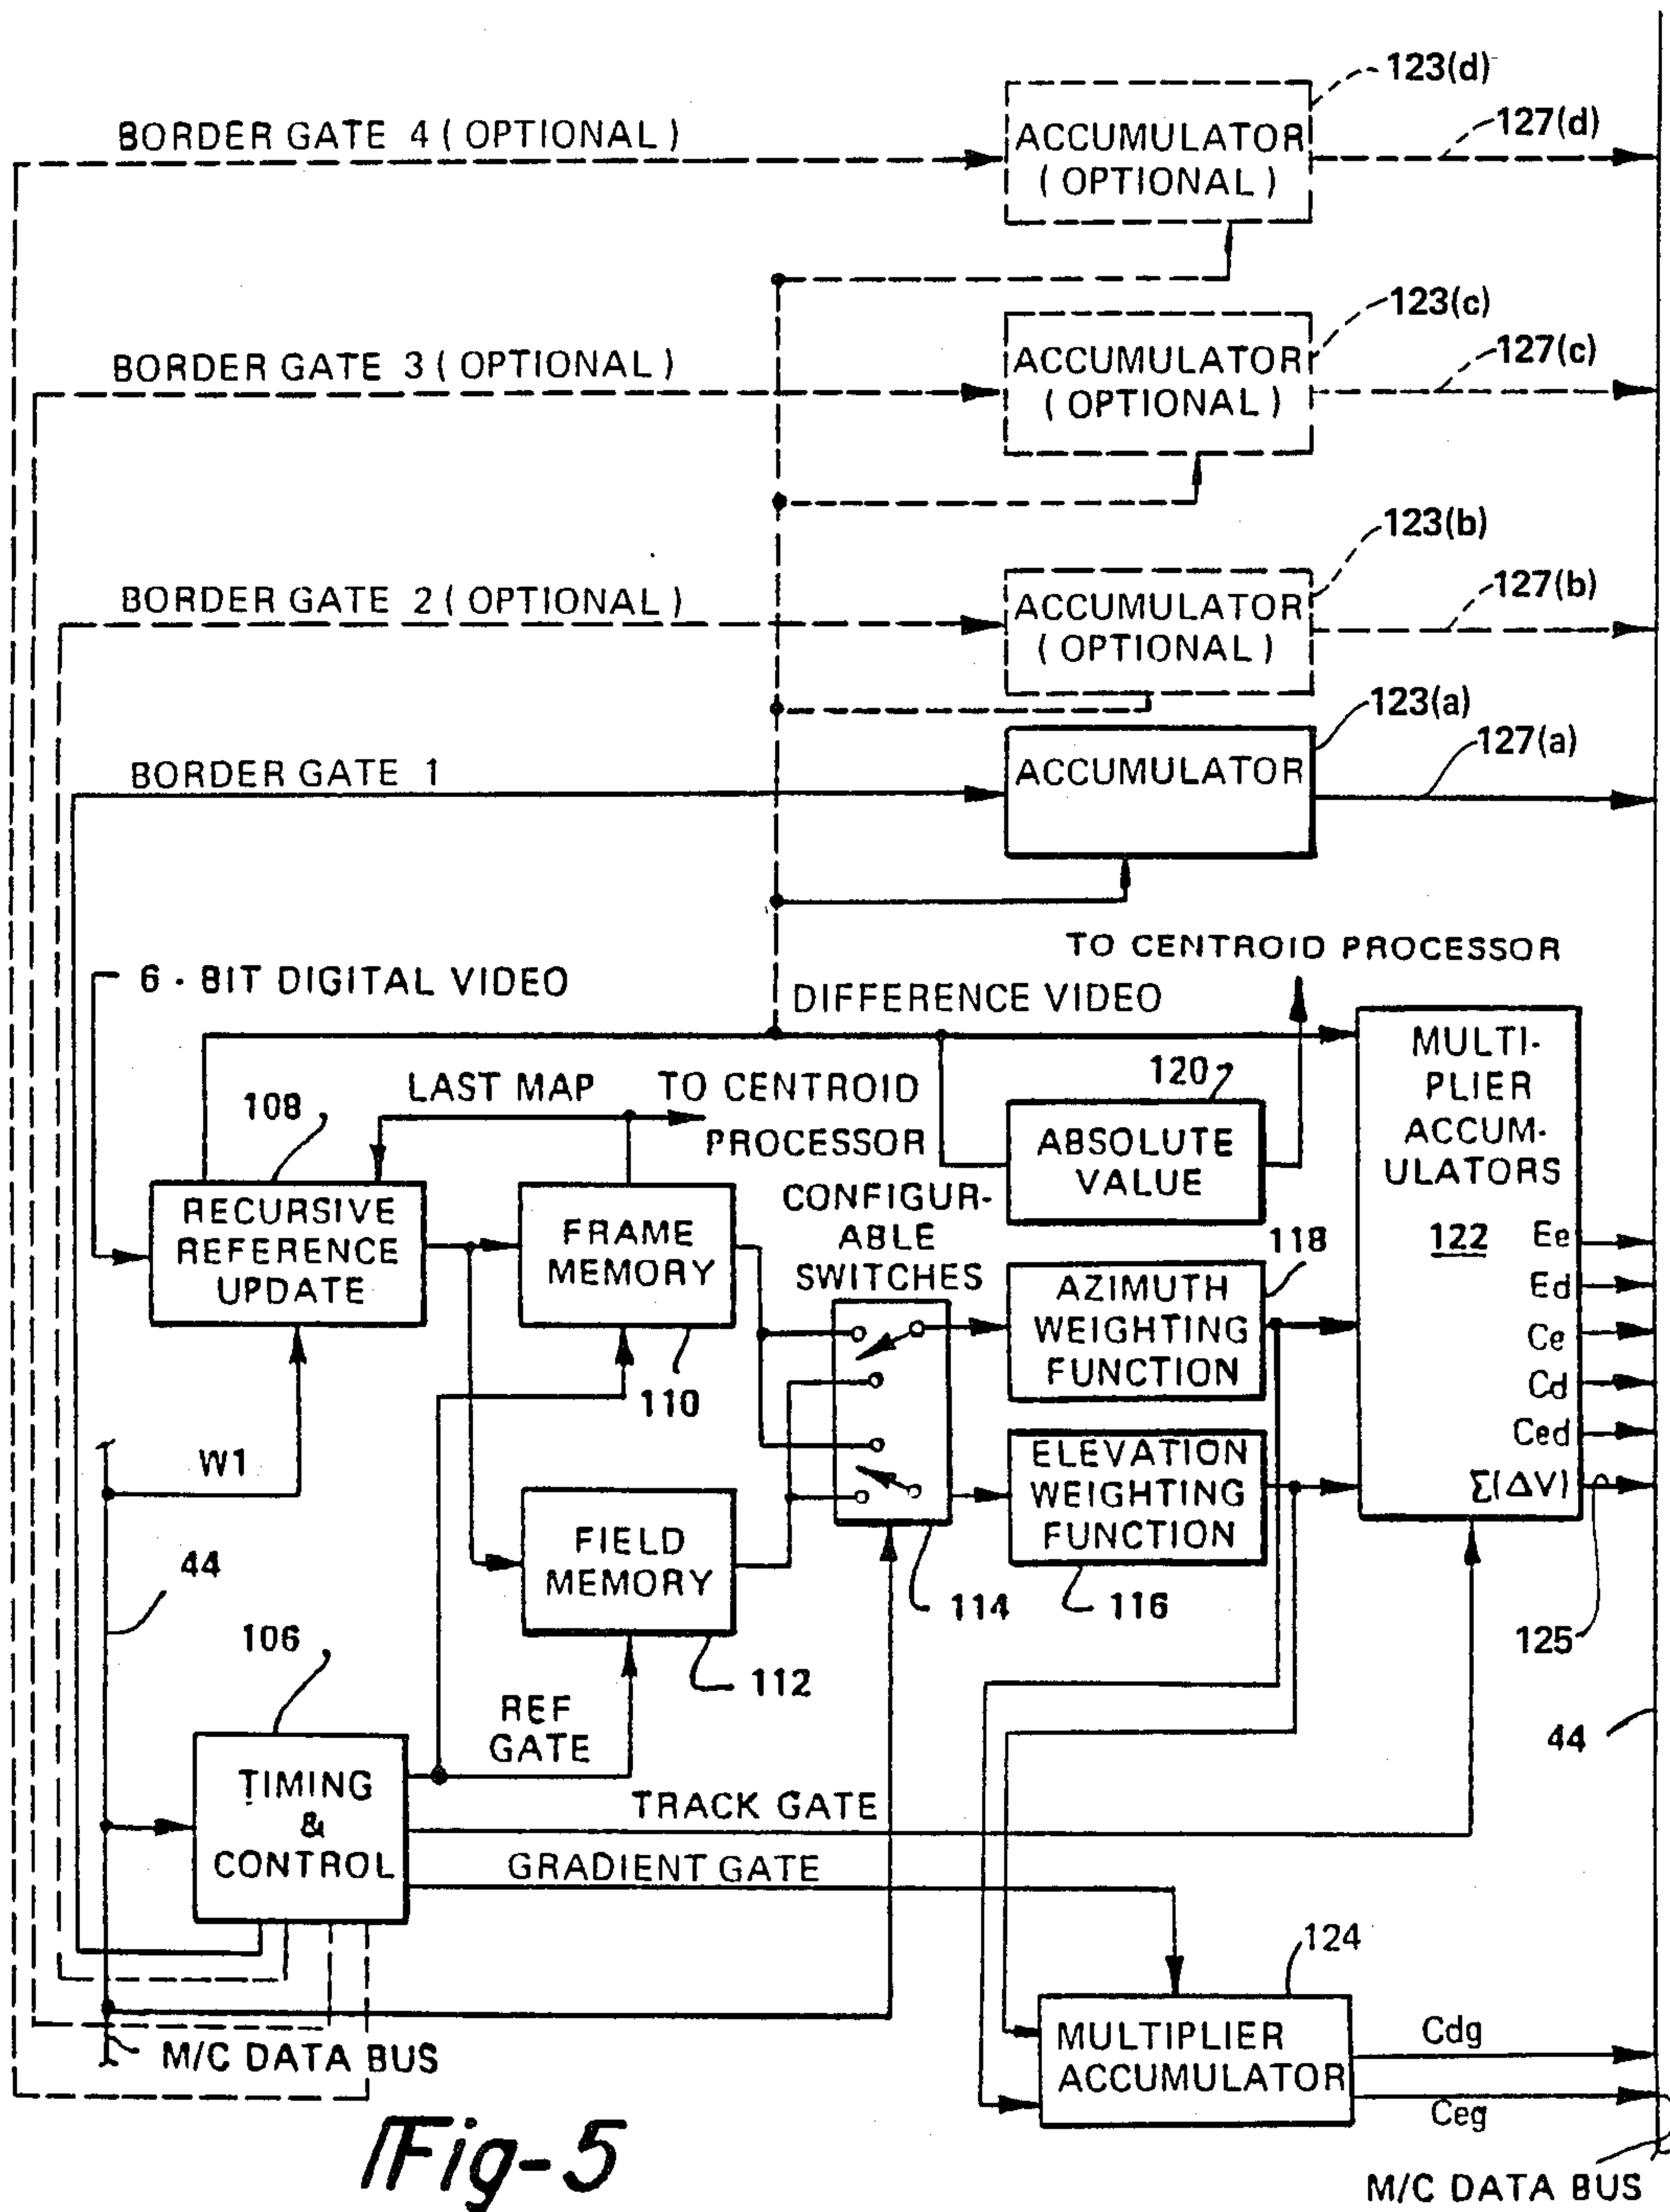 123(d)
BORDER GATE 4 ( OPTIONAL )
ACCUMULATOR
( OPTIONAL )
127(d)
123(c)
BORDER GATE 3 ( OPTIONAL )
ACCUMULATOR
( OPTIONAL )
127(c)
123(b)
BORDER GATE 2 ( OPTIONAL )
ACCUMULATOR
( OPTIONAL )
127(b)
123(a)
127(a)
BORDER GATE 1
ACCUMULATOR
TO CENTROID PROCESSOR
6 - BIT DIGITAL VIDEO
DIFFERENCE VIDEO
LAST MAP
TO CENTROID
PROCESSOR
108
120
ABSOLUTE
VALUE
MULTI-
PLIER
ACCUM-
ULATORS
122
Ee
Ed
Ce
Cd
Ced
Σ(ΔV)
RECURSIVE
REFERENCE
UPDATE
FRAME
MEMORY
CONFIGUR-
ABLE
SWITCHES
118
AZIMUTH
WEIGHTING
FUNCTION
110
W1
ELEVATION
WEIGHTING
FUNCTION
FIELD
MEMORY
44
114
116
125
106
112
REF
GATE
44
TIMING
&
CONTROL
TRACK GATE
GRADIENT GATE
124
MULTIPLIER
ACCUMULATOR
Cdg
Ceg
M/C DATA BUS
Fig-5
M/C DATA BUS